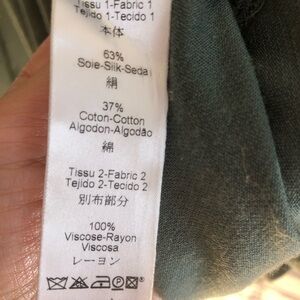 Tissu 1-Fabric 1
Tejido 1-Tecido 1
本体
63%
Soie-Silk-Seda
絹
37%
Coton-Cotton
Algodon-Algodão
綿
Tissu 2-Fabric 2
Tejido 2-Tecido 2
別布部分
100%
Viscose-Rayon
Viscosa
レーヨン
P